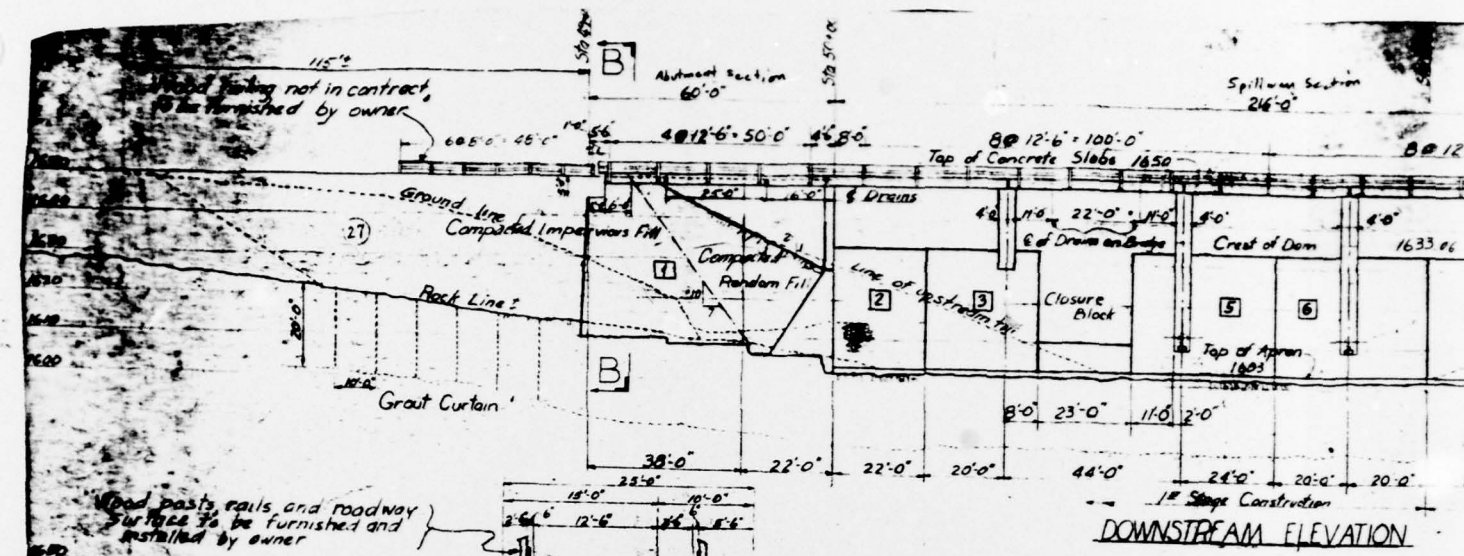 115'±
B
Abutment section
60'-0"
Spillway Section
216'-0"
Wood Railing not in contract,
To be furnished by owner
4@12'-6"=50'-0"
8-0"
8@ 12'-6" = 100'-0"
8@ 12
Top of Concrete Slabs 1650
25'-0"
₵ Drains
Ground line
Compacted Impervious Fill
27
4'-0
11'-0
22'-0"
11'-0"
4'-0"
4'-0"
₵ of Drains on Bridge
Crest of Dam
1633.06
1
Compacted
Random Fill
Line of upstream
2
3
Closure
Block
5
6
Rock Line ±
20'-0"
1610
1600
10'-0"
Grout Curtain
B
Top of Apron
1603
8'-0"
23'-0"
11'-0"
2'-0"
38'-0"
22'-0"
22'-0"
20'-0"
44'-0"
24'-0"
20'-0"
20'-0"
25'-0"
15'-0"
10'-0"
1st Stage Construction
Wood posts, rails, and roadway
Surface to be furnished and
installed by owner
2'-6"
6"
12'-6"
6"
DOWNSTREAM ELEVATION